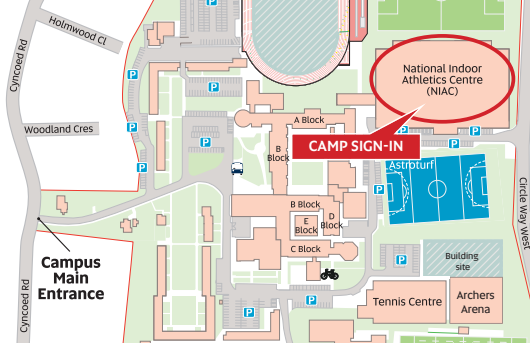 Holmwood Cl
Cyncoed Rd
Woodland Cres
P
P
P
P
P
P
P
P
P
P
P
P
National Indoor
Athletics Centre
(NIAC)
A Block
CAMP SIGN-IN
B
Block
Astroturf
B Block
E
Block
D
Block
C Block
Circle Way West
Building
site
Campus
Main
Entrance
Cyncoed Rd
Tennis Centre
Archers
Arena